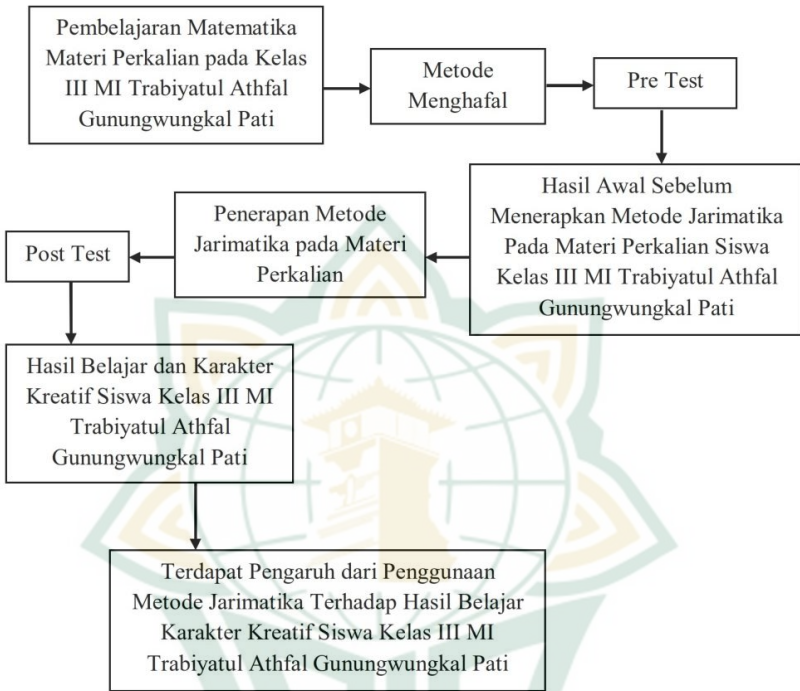 Pembelajaran Matematika
Materi Perkalian pada Kelas
III MI Trabiyatul Athfal
Gunungwungkal Pati
Metode
Menghafal
Pre Test
Hasil Awal Sebelum
Menerapkan Metode Jarimatika
Pada Materi Perkalian Siswa
Kelas III MI Trabiyatul Athfal
Gunungwungkal Pati
Penerapan Metode
Jarimatika pada Materi
Perkalian
Post Test
Hasil Belajar dan Karakter
Kreatif Siswa Kelas III MI
Trabiyatul Athfal
Gunungwungkal Pati
Terdapat Pengaruh dari Penggunaan
Metode Jarimatika Terhadap Hasil Belajar
Karakter Kreatif Siswa Kelas III MI
Trabiyatul Athfal Gunungwungkal Pati